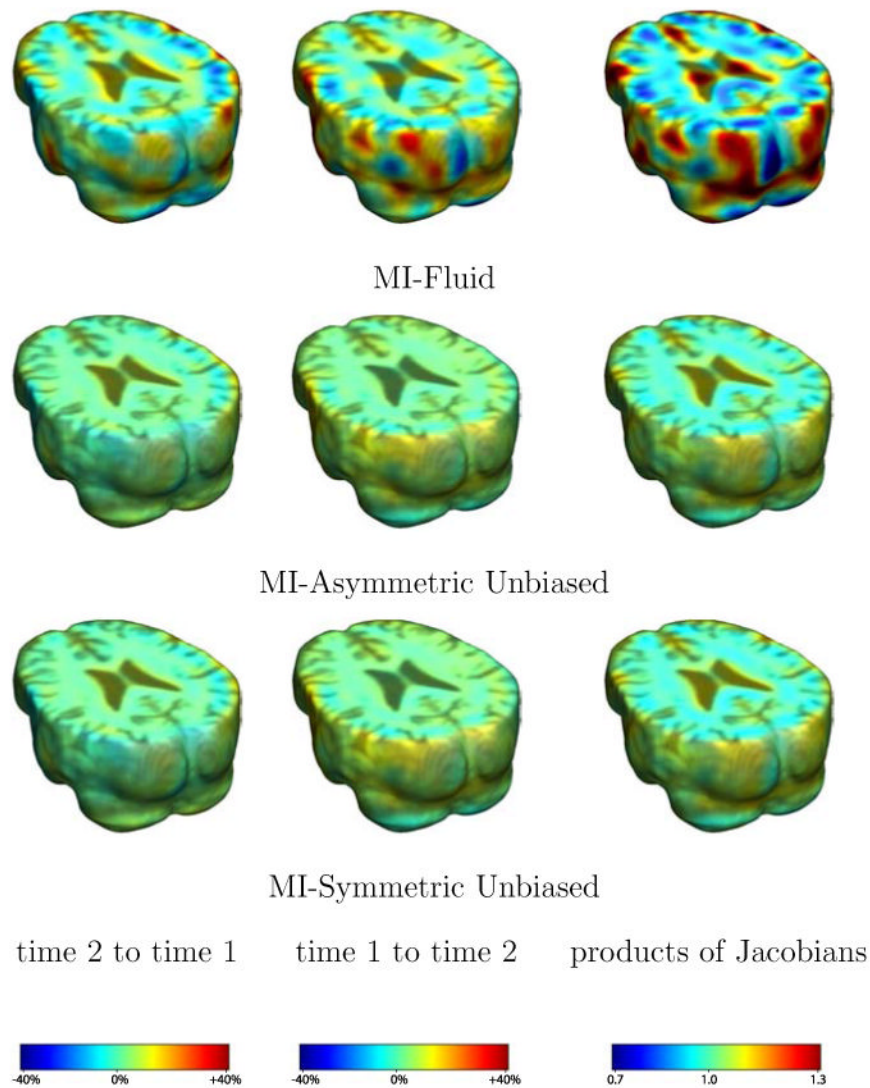 MI-Fluid
MI-Asymmetric Unbiased
MI-Symmetric Unbiased
time 2 to time 1 time 1 to time 2 products of Jacobians
-40% 0% +40% -40% 0% +40% 0.7 1.0 1.3